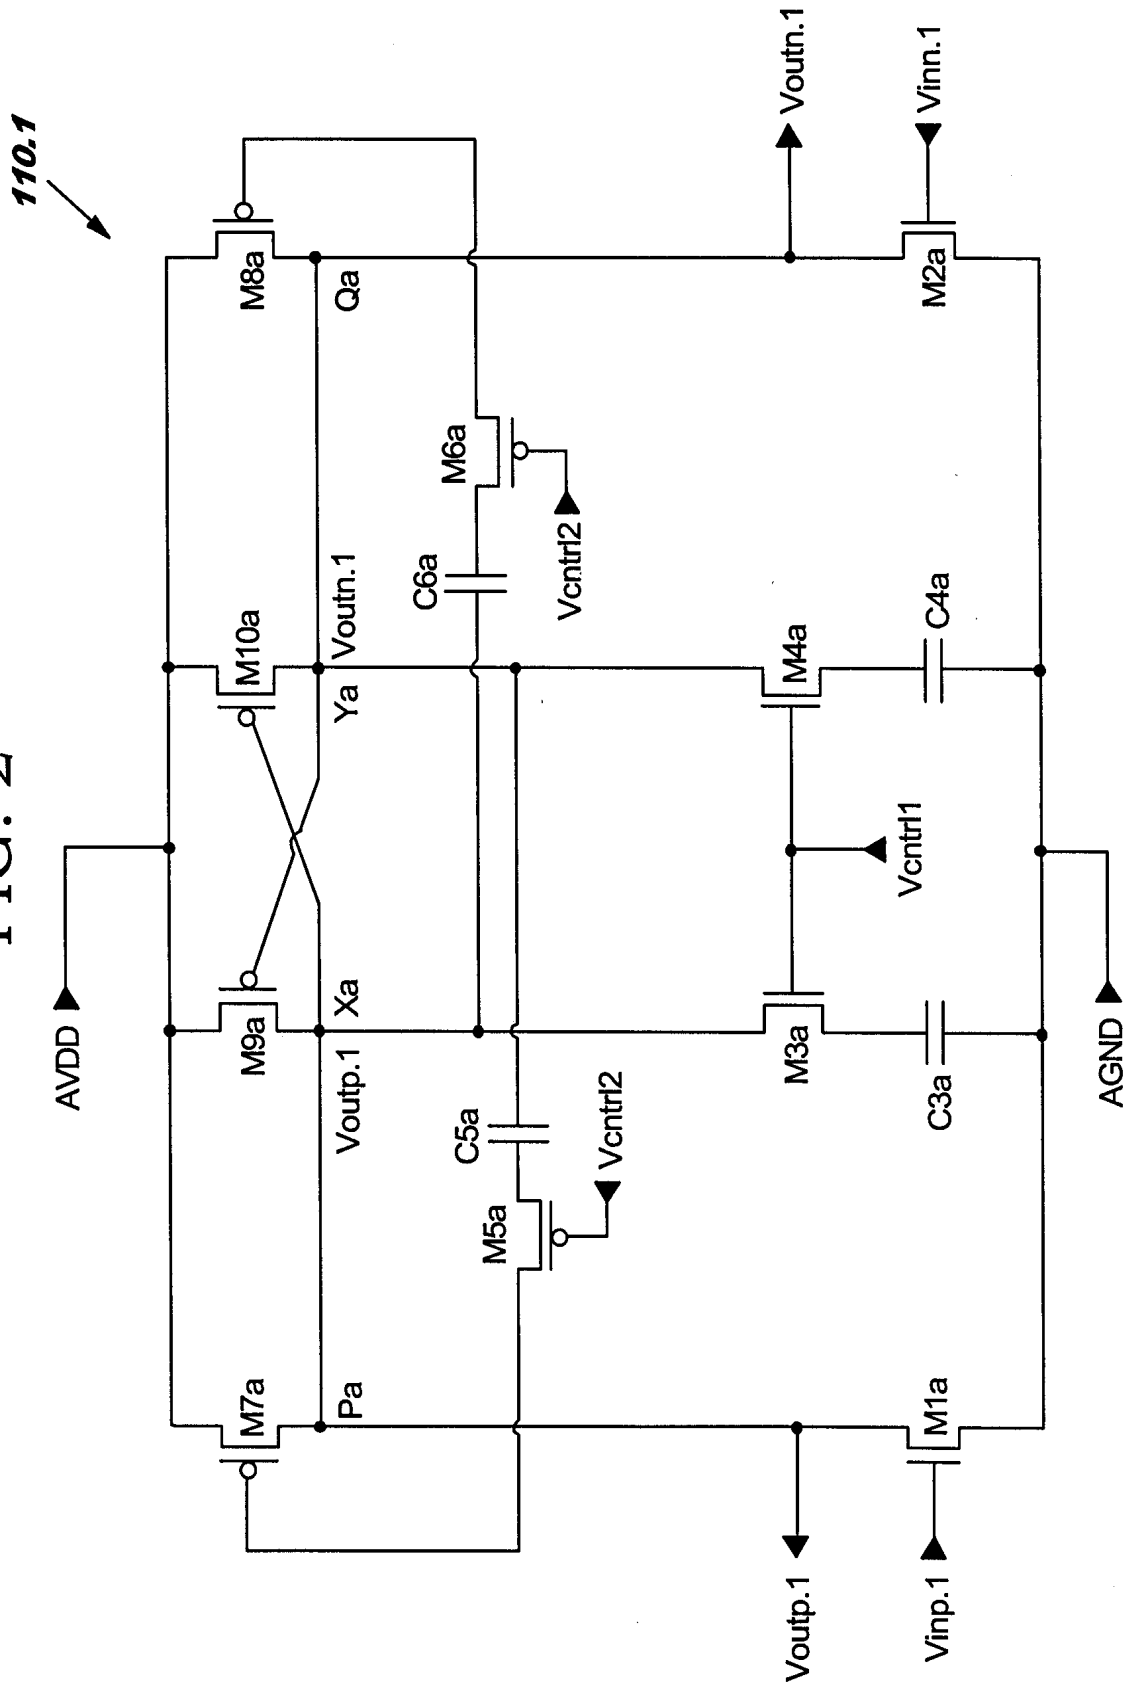 FIG. 2
110.1
AVDD
M7a
M9a
M10a
M8a
Pa
Voutp.1
Xa
Ya
Voutn.1
Qa
C6a
M6a
Vcntrl2
M5a
C5a
Vcntrl2
Voutp.1
M3a
M4a
Voutn.1
Vcntrl1
Vinp.1
M1a
C3a
C4a
M2a
Vinn.1
AGND